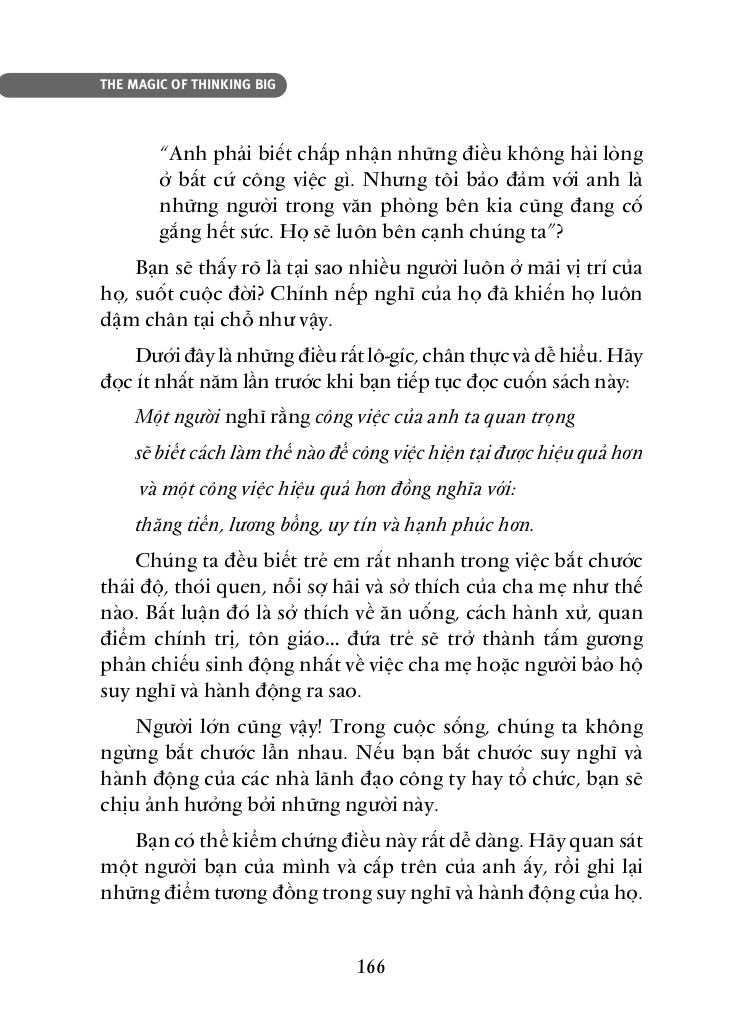 THE MAGIC OF THINKING BIG
“Anh phải biết chấp nhận những điều không hài lòng
ở bất cứ công việc gì. Nhưng tôi bảo đảm với anh là
những người trong văn phòng bên kia cũng đang cố
gắng hết sức. Họ sẽ luôn bên cạnh chúng ta”?
Bạn sẽ thấy rõ là tại sao nhiều người luôn ở mãi vị trí của
họ, suốt cuộc đời? Chính nếp nghĩ của họ đã khiến họ luôn
dậm chân tại chỗ như vậy.
Dưới đây là những điều rất lô-gíc, chân thực và dễ hiểu. Hãy
đọc ít nhất năm lần trước khi bạn tiếp tục đọc cuốn sách này:
Một người nghĩ rằng công việc của anh ta quan trọng
sẽ biết cách làm thế nào để công việc hiện tại được hiệu quả hơn
và một công việc hiệu quả hơn đồng nghĩa với:
thăng tiến, lương bổng, uy tín và hạnh phúc hơn.
Chúng ta đều biết trẻ em rất nhanh trong việc bắt chước
thái độ, thói quen, nỗi sợ hãi và sở thích của cha mẹ như thế
nào. Bất luận đó là sở thích về ăn uống, cách hành xử, quan
điểm chính trị, tôn giáo... đứa trẻ sẽ trở thành tấm gương
phản chiếu sinh động nhất về việc cha mẹ hoặc người bảo hộ
suy nghĩ và hành động ra sao.
Người lớn cũng vậy! Trong cuộc sống, chúng ta không
ngừng bắt chước lẫn nhau. Nếu bạn bắt chước suy nghĩ và
hành động của các nhà lãnh đạo công ty hay tổ chức, bạn sẽ
chịu ảnh hưởng bởi những người này.
Bạn có thể kiểm chứng điều này rất dễ dàng. Hãy quan sát
một người bạn của mình và cấp trên của anh ấy, rồi ghi lại
những điểm tương đồng trong suy nghĩ và hành động của họ.
166